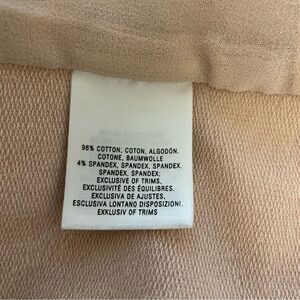 96% COTTON, COTON, ALGODÓN,
COTONE, BAUMWOLLE
4% SPANDEX, SPANDEX, SPANDEX,
SPANDEX, SPANDEX;
EXCLUSIVE OF TRIMS,
EXCLUSIVITÉ DES ÉQUILIBRES,
EXCLUSIVA DE AJUSTES,
ESCLUSIVA LONTANO DISPOSIZIONI,
EXKLUSIV OF TRIMS